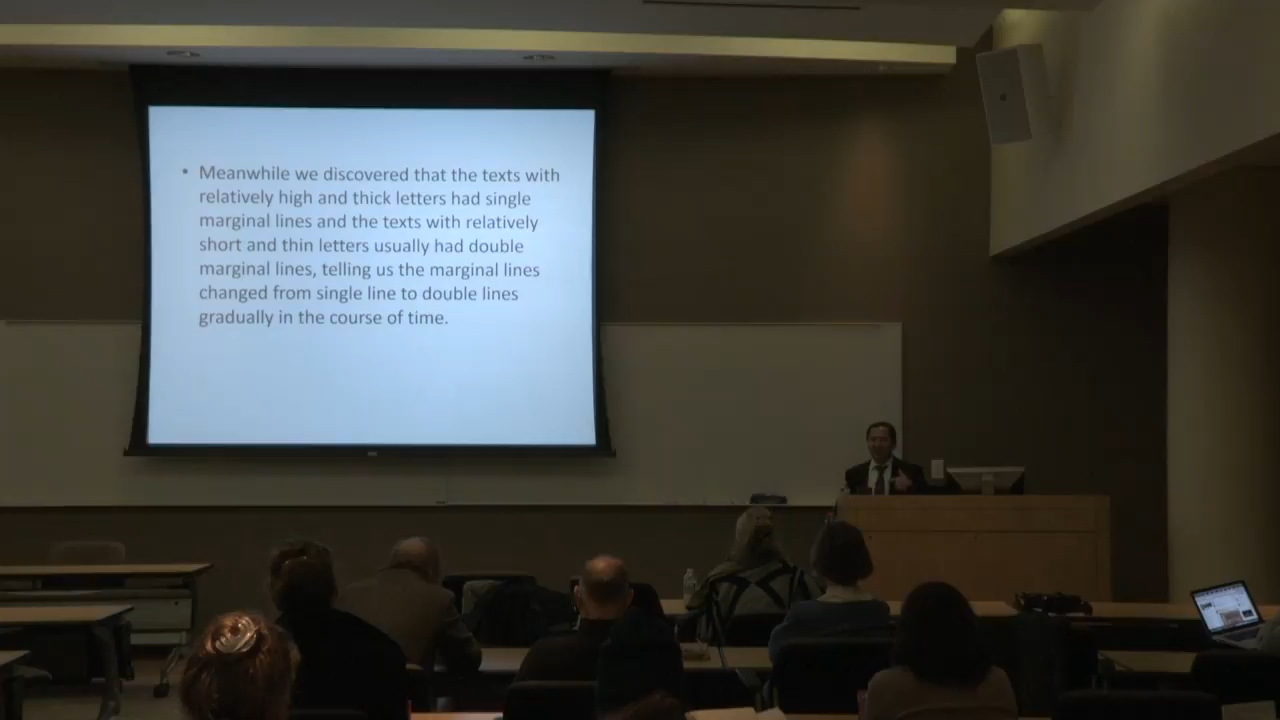 • Meanwhile we discovered that the texts with
relatively high and thick letters had single
marginal lines and the texts with relatively
short and thin letters usually had double
marginal lines, telling us the marginal lines
changed from single line to double lines
gradually in the course of time.